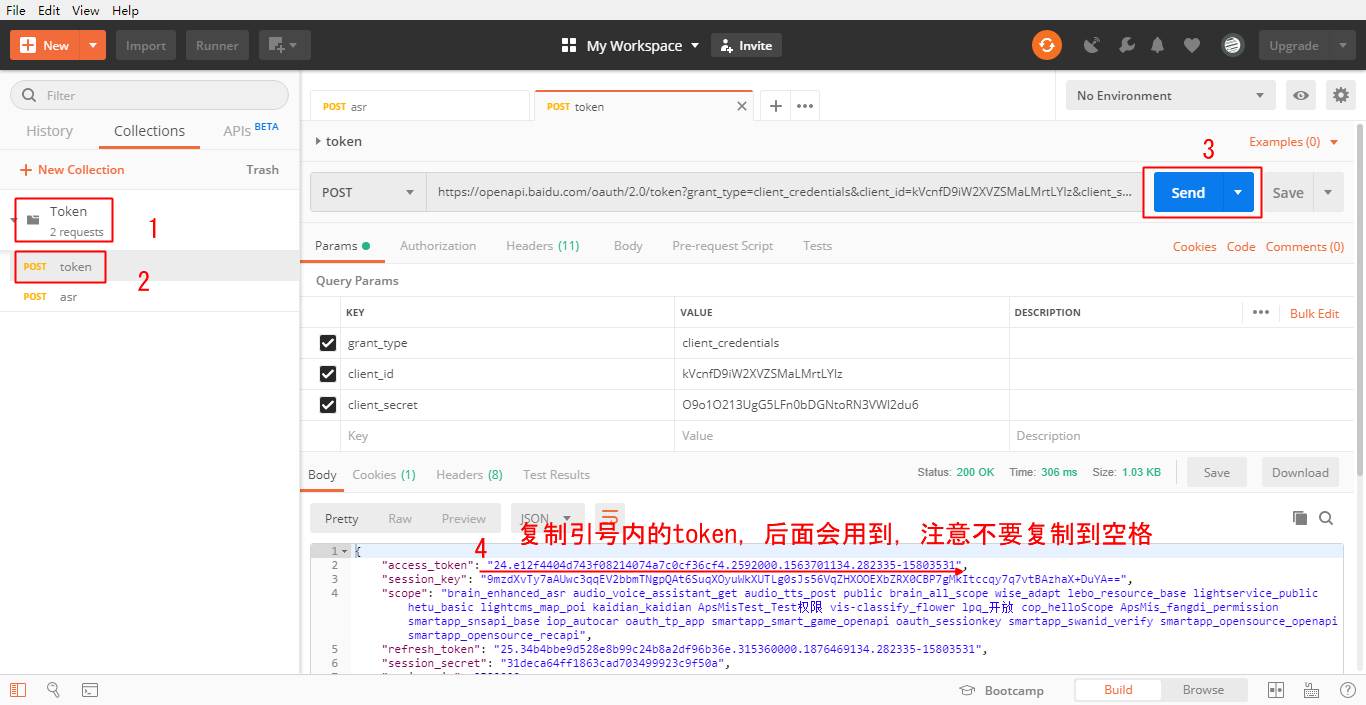 File Edit View Help
New Import Runner My Workspace Invite Upgrade
Filter
History Collections APIs BETA
New Collection Trash
Token
2 requests
1
POST token
2
POST asr
POST asr POST token No Environment
token Examples (0)
3
POST https://openapi.baidu.com/oauth/2.0/token?grant_type=client_credentials&client_id=kVcnfD9iW2XVZSMaLMrtLYlz&client_s... Send Save
Params Authorization Headers (11) Body Pre-request Script Tests Cookies Code Comments (0)
Query Params
KEY VALUE DESCRIPTION Bulk Edit
grant_type client_credentials
client_id kVcnfD9iW2XVZSMaLMrtLYlz
client_secret O9o1O213UgG5LFn0bDGNtoRN3VWl2du6
Key Value Description
Body Cookies (1) Headers (8) Test Results Status: 200 OK Time: 306 ms Size: 1.03 KB Save Download
Pretty Raw Preview JSON
4 复制引号内的token, 后面会用到, 注意不要复制到空格
1 {
2 "access_token": "24.e12f4404d743f08214074a7c0cf36cf4.2592000.1563701134.282335-15803531",
3 "session_key": "9mzdXvTy7aAUwc3qqEV2bbmTNgpQAt6SuqXOyuWkXUTLg0sJs56VqZHXOOEXbZRX0CBP7gMkItccqy7q7vtBAzhaX+DuYA==",
4 "scope": "brain_enhanced_asr audio_voice_assistant_get audio_tts_post public brain_all_scope wise_adapt lebo_resource_base lightservice_public
hetu_basic lightcms_map_poi kaidian_kaidian ApsMisTest_Test权限 vis-classify_flower lpq_开放 cop_helloScope ApsMis_fangdi_permission
smartapp_snsapi_base iop_autocar oauth_tp_app smartapp_smart_game_openapi oauth_sessionkey smartapp_swanid_verify smartapp_opensource_openapi
smartapp_opensource_recapi",
5 "refresh_token": "25.34b4bbe9d528e8b99c24b8a2df96b36e.315360000.1876469134.282335-15803531",
6 "session_secret": "31deca64ff1863cad703499923c9f50a",
Bootcamp Build Browse